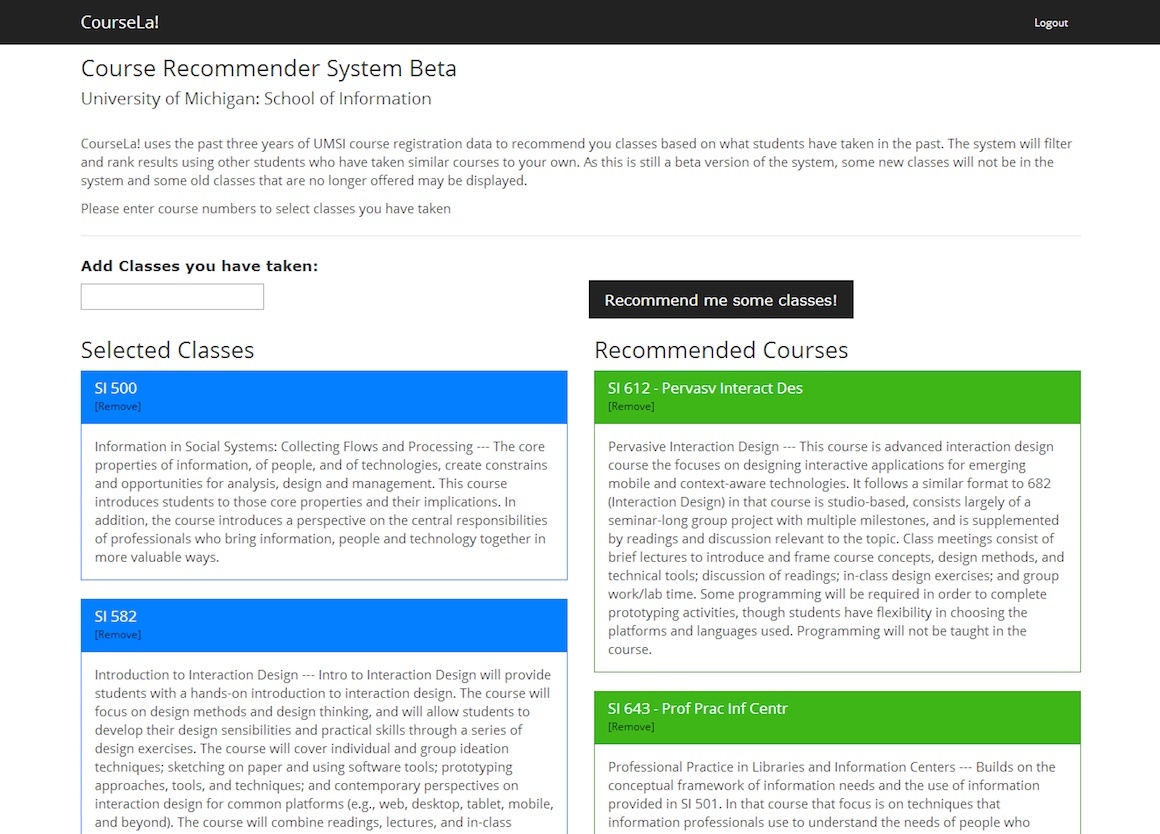 CourseLa!
Logout
Course Recommender System Beta
University of Michigan: School of Information
CourseLa! uses the past three years of UMSI course registration data to recommend you classes based on what students have taken in the past. The system will filter
and rank results using other students who have taken similar courses to your own. As this is still a beta version of the system, some new classes will not be in the
system and some old classes that are no longer offered may be displayed.
Please enter course numbers to select classes you have taken
Add Classes you have taken:
Recommend me some classes!
Selected Classes
SI 500
[Remove]
Information in Social Systems: Collecting Flows and Processing --- The core
properties of information, of people, and of technologies, create constrains
and opportunities for analysis, design and management. This course
introduces students to those core properties and their implications. In
addition, the course introduces a perspective on the central responsibilities
of professionals who bring information, people and technology together in
more valuable ways.
SI 582
[Remove]
Introduction to Interaction Design --- Intro to Interaction Design will provide
students with a hands-on introduction to interaction design. The course will
focus on design methods and design thinking, and will allow students to
develop their design sensibilities and practical skills through a series of
design exercises. The course will cover individual and group ideation
techniques; sketching on paper and using software tools; prototyping
approaches, tools, and techniques; and contemporary perspectives on
interaction design for common platforms (e.g., web, desktop, tablet, mobile,
and beyond). The course will combine readings, lectures, and in-class
Recommended Courses
SI 612 - Pervasv Interact Des
[Remove]
Pervasive Interaction Design --- This course is advanced interaction design
course the focuses on designing interactive applications for emerging
mobile and context-aware technologies. It follows a similar format to 682
(Interaction Design) in that course is studio-based, consists largely of a
seminar-long group project with multiple milestones, and is supplemented
by readings and discussion relevant to the topic. Class meetings consist of
brief lectures to introduce and frame course concepts, design methods, and
technical tools; discussion of readings; in-class design exercises; and group
work/lab time. Some programming will be required in order to complete
prototyping activities, though students have flexibility in choosing the
platforms and languages used. Programming will not be taught in the
course.
SI 643 - Prof Prac Inf Centr
[Remove]
Professional Practice in Libraries and Information Centers --- Builds on the
conceptual framework of information needs and the use of information
provided in SI 501. In that course that focus is on techniques that
information professionals use to understand the needs of people who